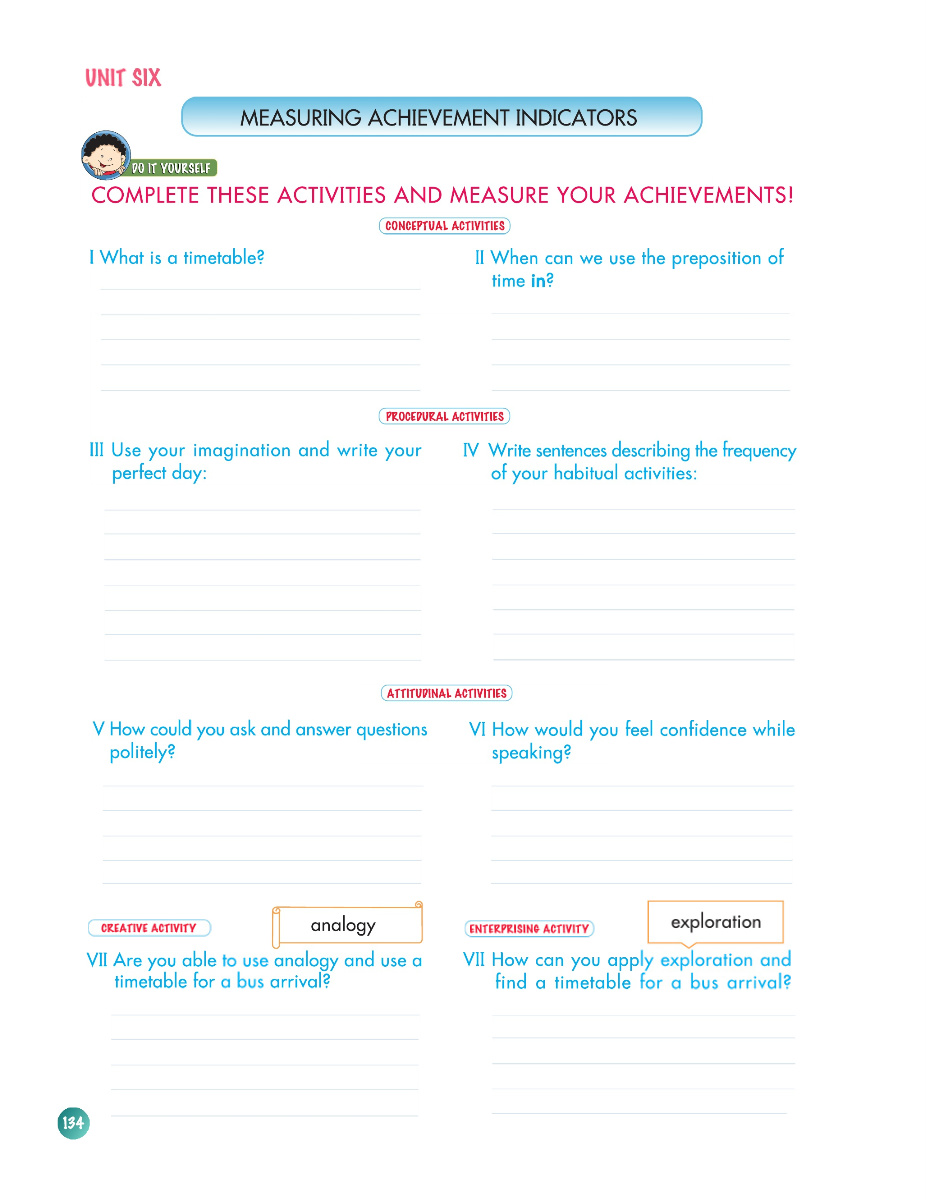 UNIT SIX
MEASURING ACHIEVEMENT INDICATORS
DO IT YOURSELF
COMPLETE THESE ACTIVITIES AND MEASURE YOUR ACHIEVEMENTS!
CONCEPTUAL ACTIVITIES
I What is a timetable?
II When can we use the preposition of
time in?
PROCEDURAL ACTIVITIES
III Use your imagination and write your
perfect day:
IV Write sentences describing the frequency
of your habitual activities:
ATTITUDINAL ACTIVITIES
V How could you ask and answer questions
politely?
VI How would you feel confidence while
speaking?
CREATIVE ACTIVITY
analogy
VII Are you able to use analogy and use a
timetable for a bus arrival?
ENTERPRISING ACTIVITY
exploration
VII How can you apply exploration and
find a timetable for a bus arrival?
134